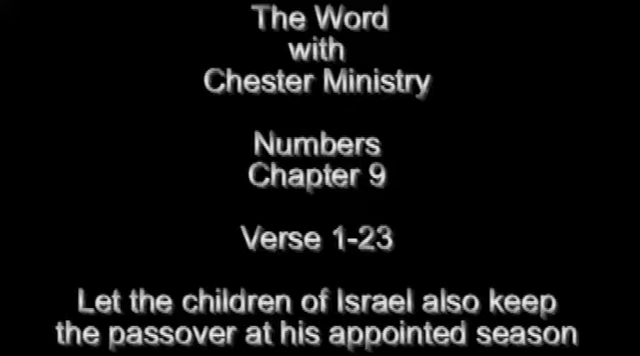 The Word
with
Chester Ministry
Numbers
Chapter 9
Verse 1-23
Let the children of Israel also keep
the passover at his appointed season